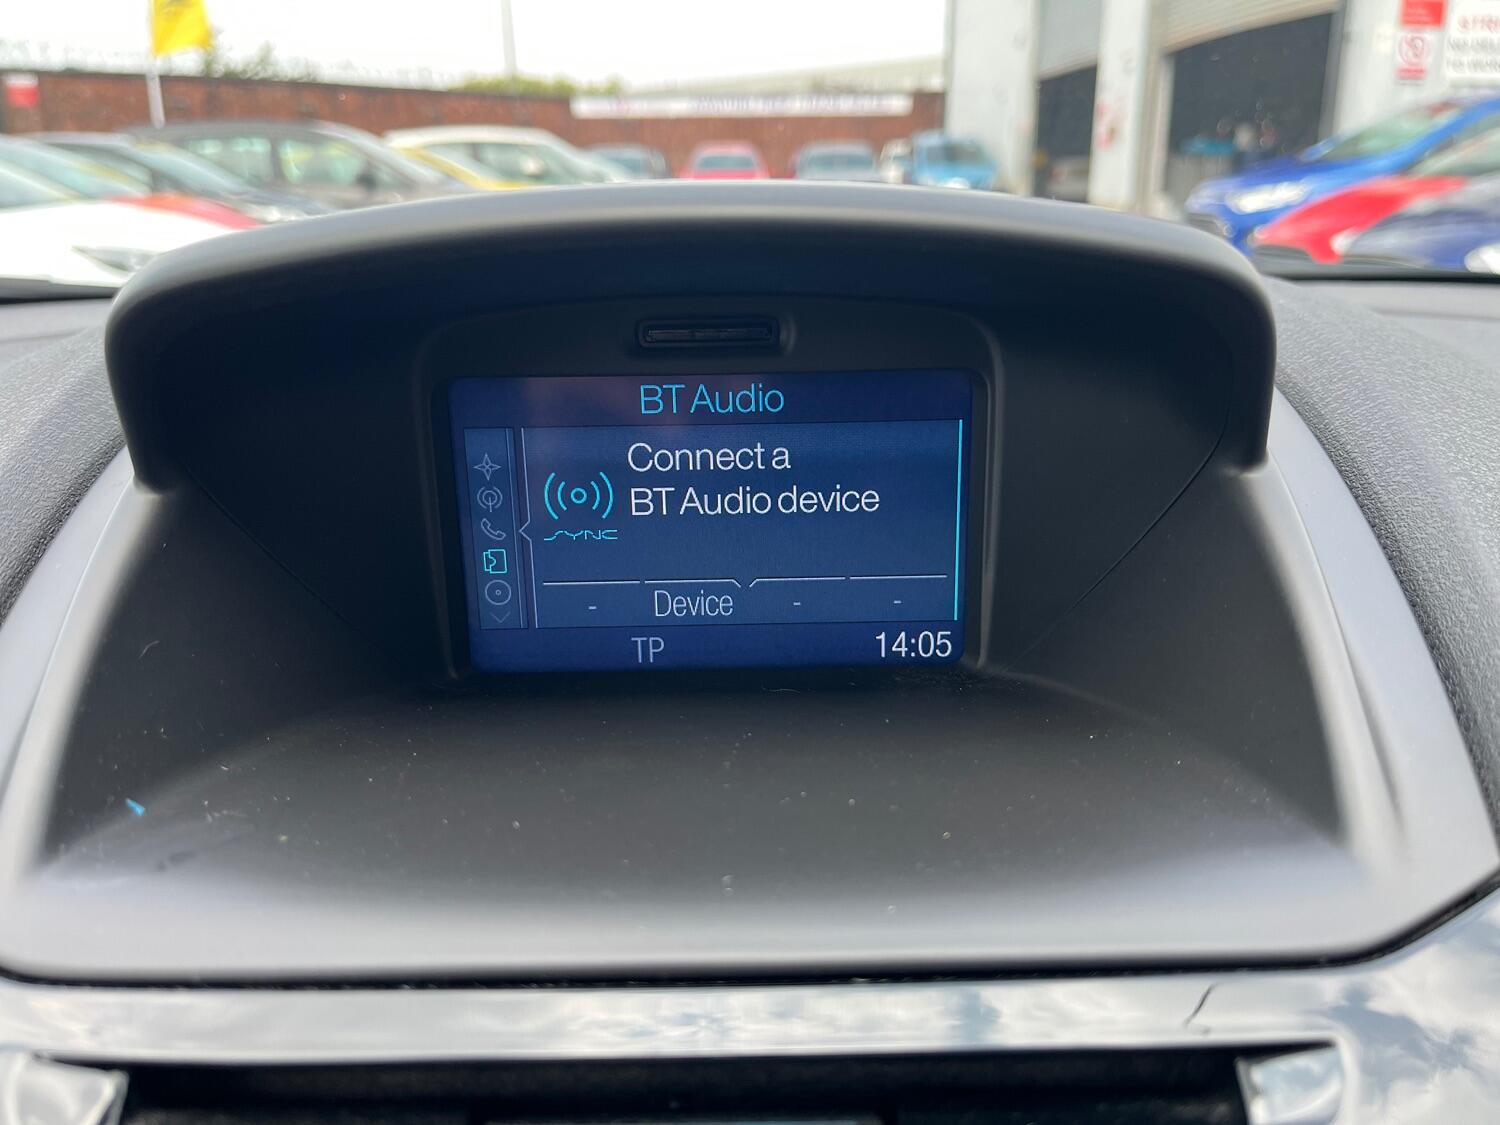 BT Audio
Connect a
BT Audio device
SYNC
- Device - -
TP 14:05